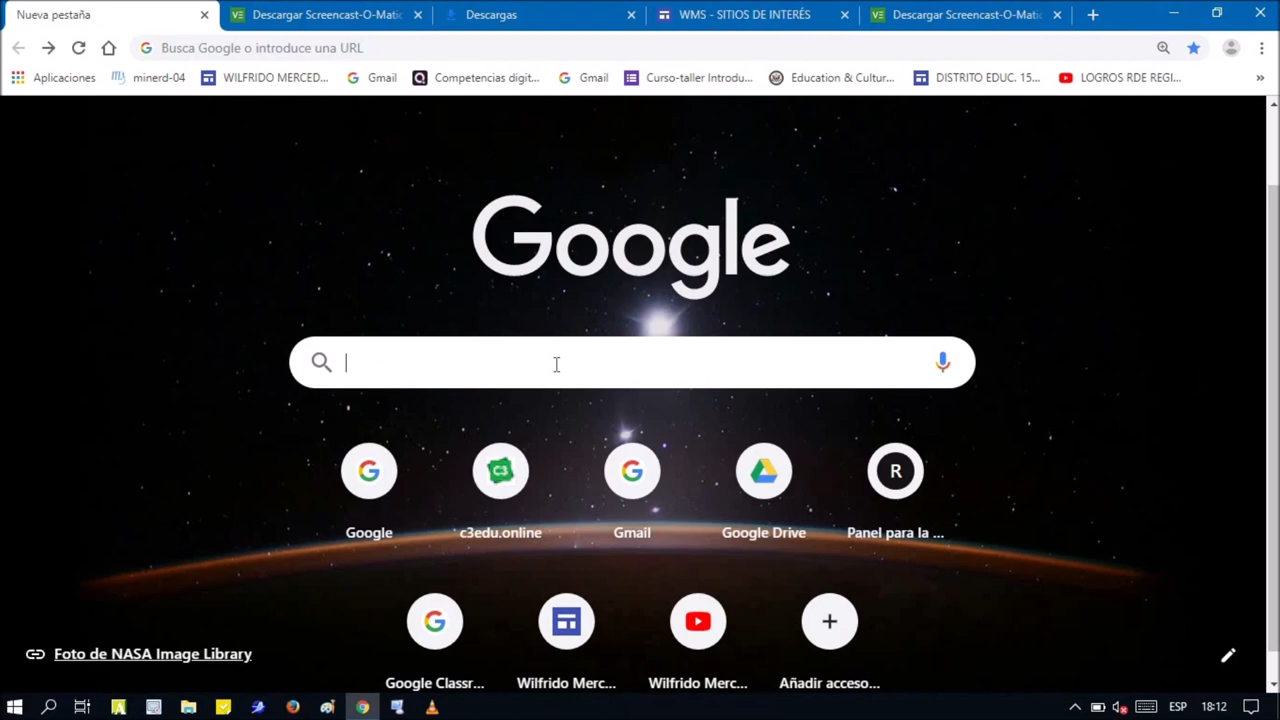 Nueva pestaña
Descargar Screencast-O-Matic
Descargas
WMS - SITIOS DE INTERÉS
Descargar Screencast-O-Matic
Busca Google o introduce una URL
Aplicaciones
minerd-04
WILFRIDO MERCED...
Gmail
Competencias digit...
Gmail
Curso-taller Introdu...
Education & Cultur...
DISTRITO EDUC. 15...
LOGROS RDE REGI...
»
Google
C3
R
Google
c3edu.online
Gmail
Google Drive
Panel para la ...
Google Classr...
Wilfrido Merc...
Wilfrido Merc...
Añadir acceso...
Foto de NASA Image Library
ESP
18:12